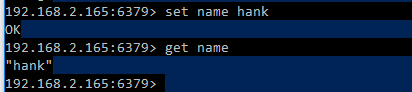 192.168.2.165:6379> set name hank
OK
192.168.2.165:6379> get name
"hank"
192.168.2.165:6379>